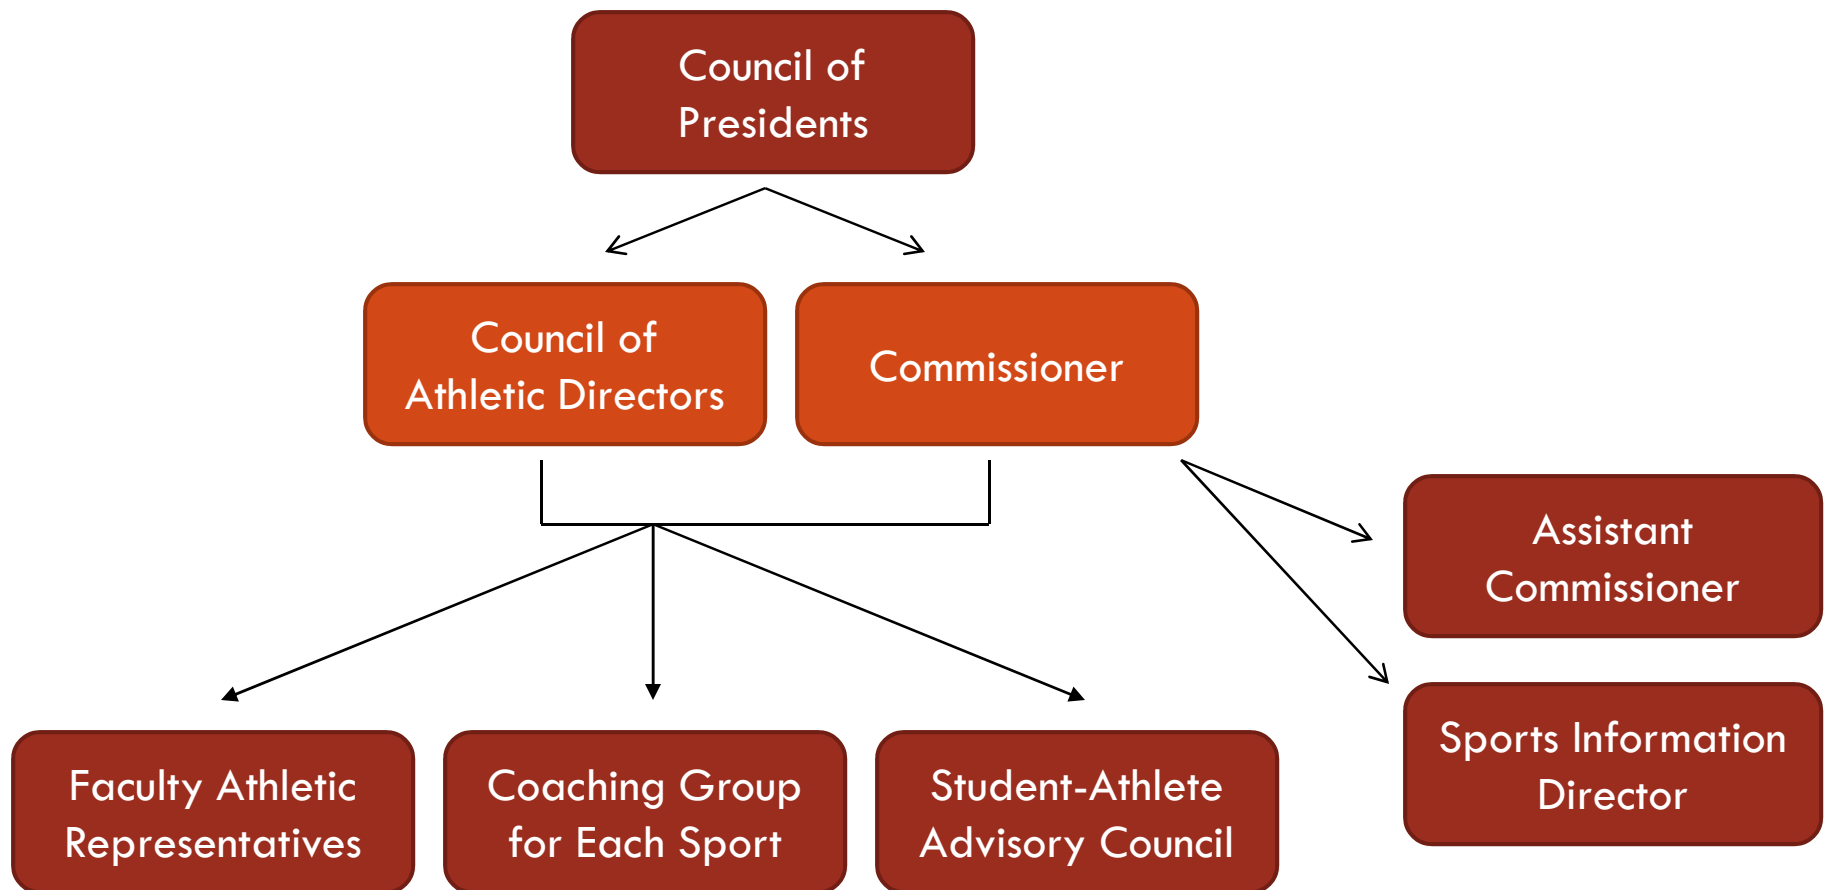 Council of
Presidents
Council of
Athletic Directors
Commissioner
Assistant
Commissioner
Sports Information
Director
Faculty Athletic
Representatives
Coaching Group
for Each Sport
Student-Athlete
Advisory Council